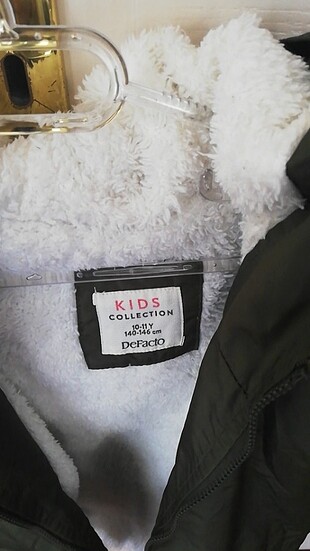 KIDS
COLLECTION
10-11 Y
140-146 cm
DeFacto